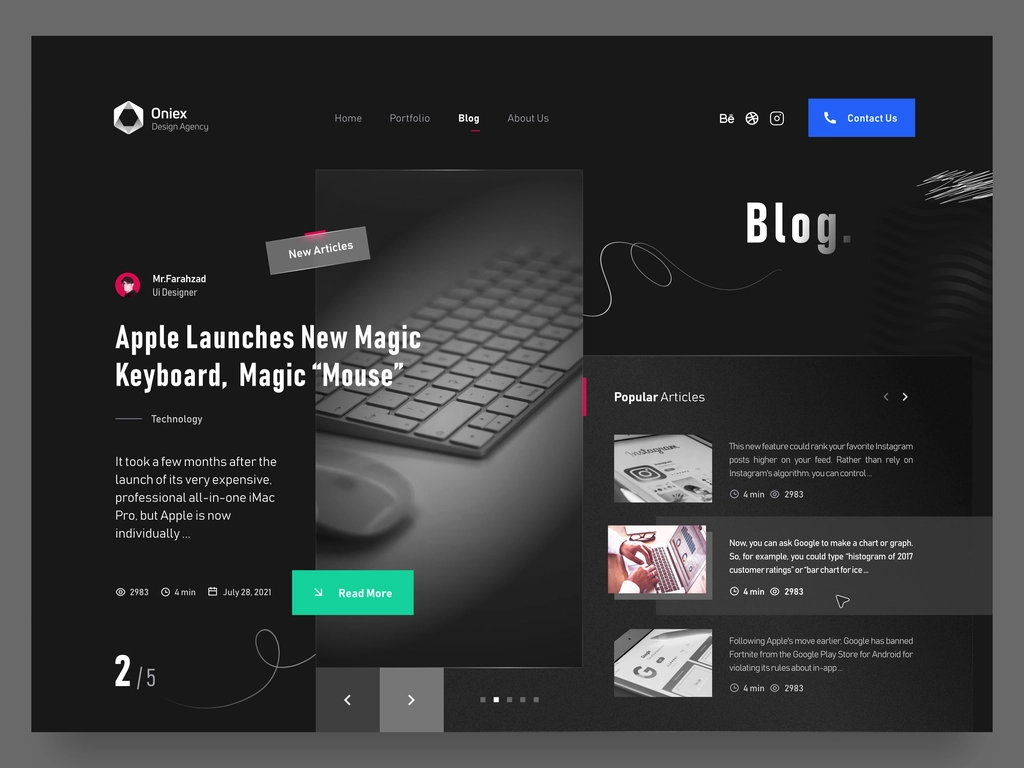 Oniex
Design Agency
Home
Portfolio
Blog
About Us
Bē
Contact Us
Blog.
New Articles
Mr.Farahzad
Ui Designer
Apple Launches New Magic
Keyboard, Magic “Mouse”
Technology
It took a few months after the
launch of its very expensive,
professional all-in-one iMac
Pro, but Apple is now
individually ...
2983
4 min
July 28, 2021
Read More
2 / 5
Popular Articles
Instagram
This new feature could rank your favorite Instagram
posts higher on your feed. Rather than rely on
Instagram's algorithm, you can control ...
4 min
2983
Now, you can ask Google to make a chart or graph.
So, for example, you could type “histogram of 2017
customer ratings” or “bar chart for ice ...
4 min
2983
G
Following Apple's move earlier, Google has banned
Fortnite from the Google Play Store for Android for
violating its rules about in-app ...
4 min
2983